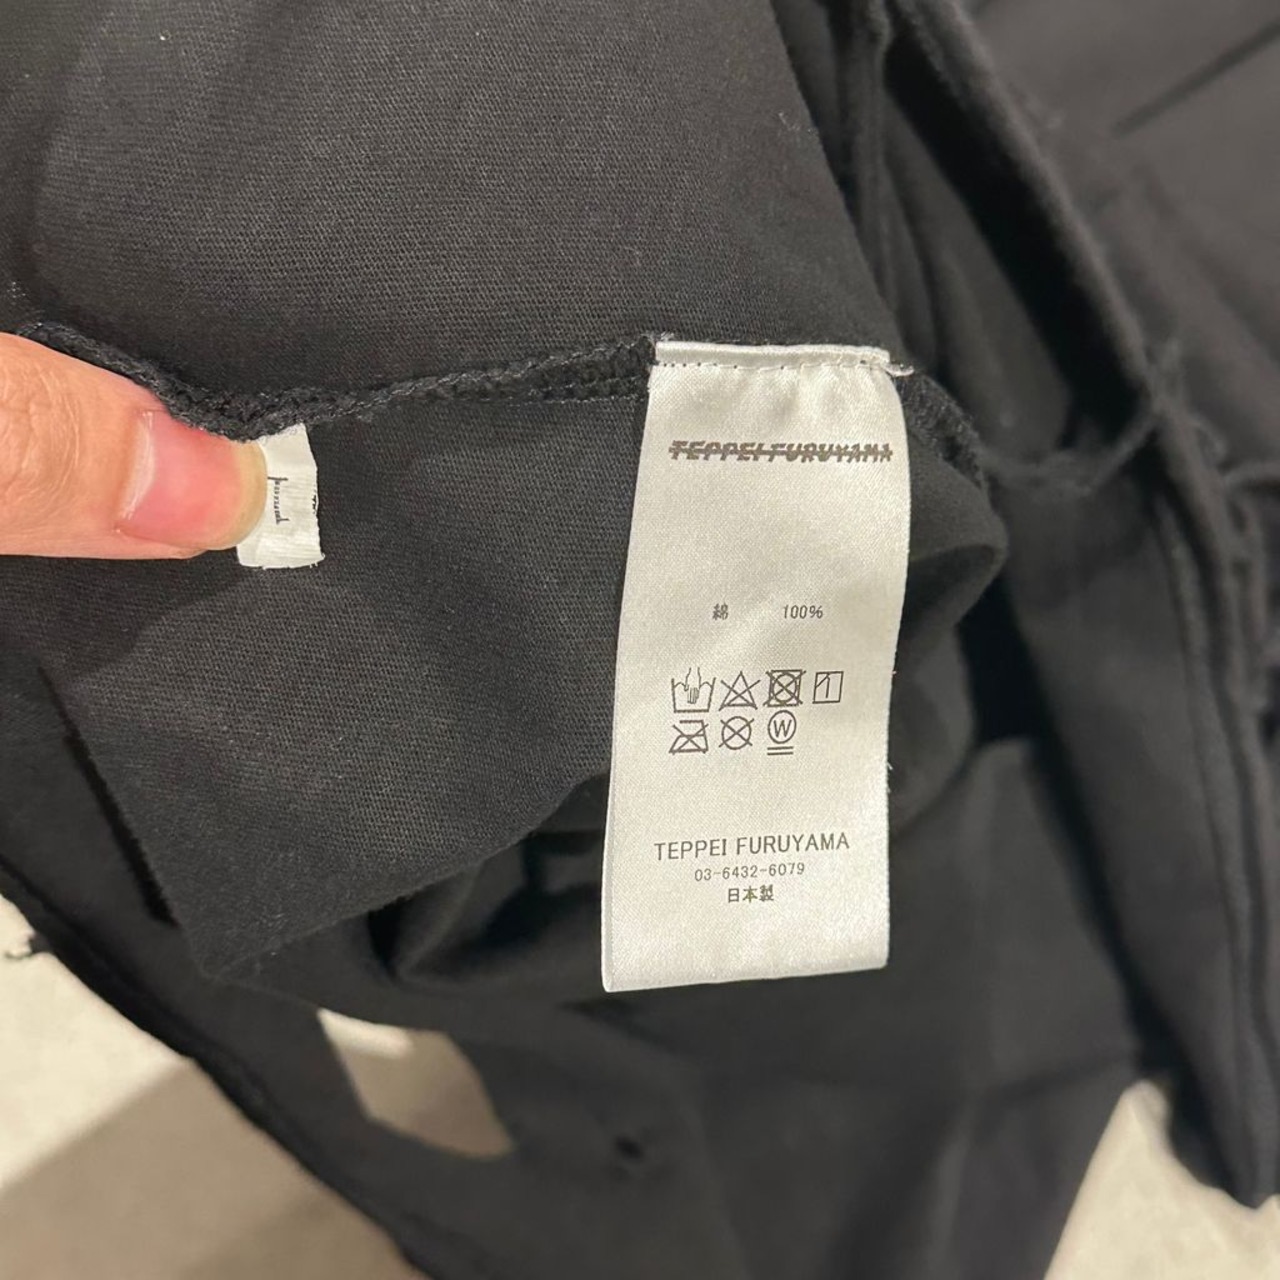 TEPPEI FURUYAMA
綿 100%
W
TEPPEI FURUYAMA
03-6432-6079
日本製